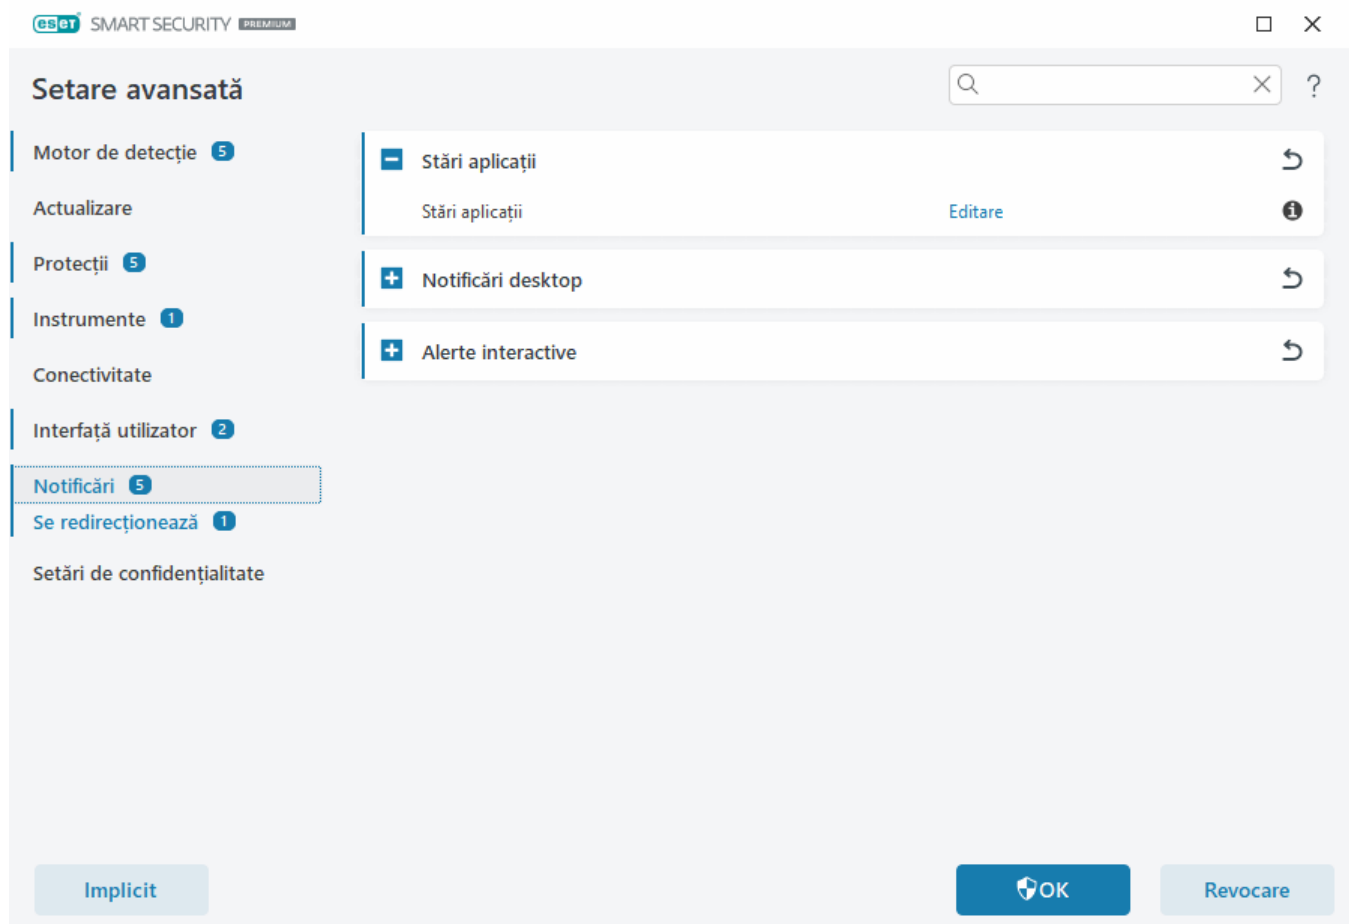 eset SMART SECURITY PREMIUM
Setare avansată
?
Motor de detecție 5
Actualizare
Protecții 5
Instrumente 1
Conectivitate
Interfață utilizator 2
Notificări 5
Se redirecționează 1
Setări de confidențialitate
Stări aplicații
Stări aplicații Editare
Notificări desktop
Alerte interactive
Implicit
OK
Revocare